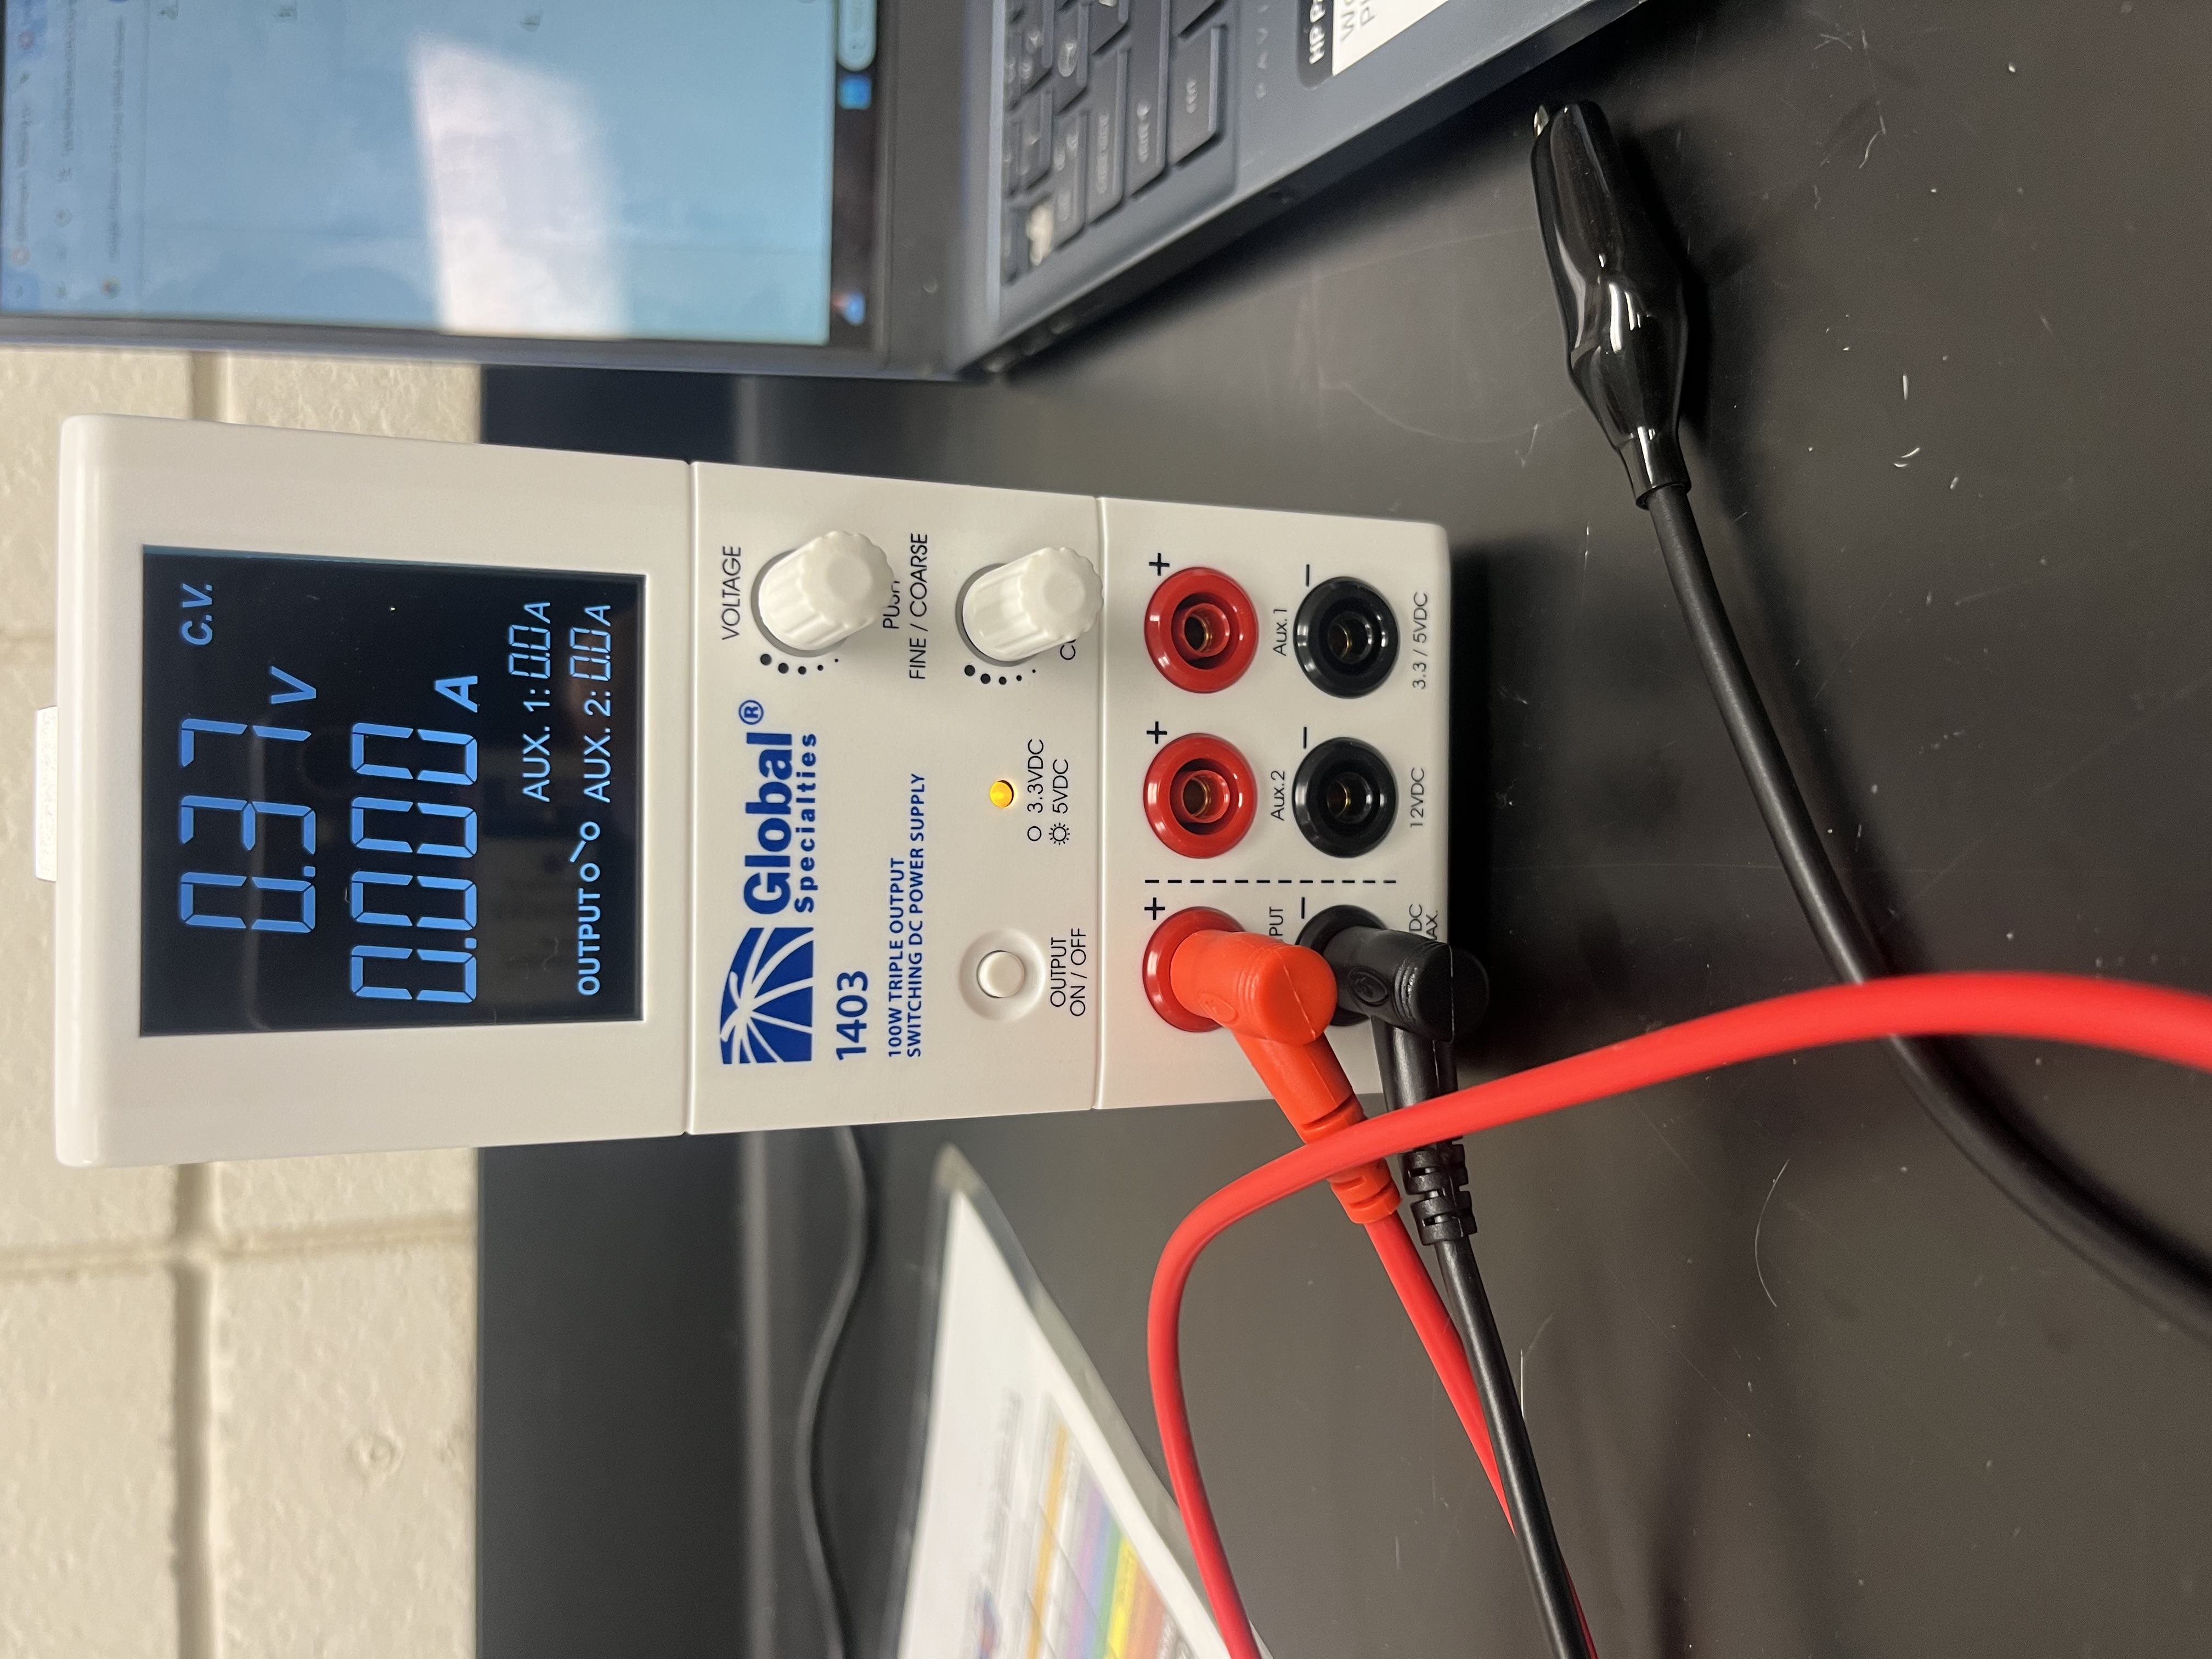 0.37 V
C.V.
0.000 A
AUX. 1: 0.0 A
OUTPUT
AUX. 2: 0.0 A
Global ®
Specialties
1403
100W TRIPLE OUTPUT
SWITCHING DC POWER SUPPLY
VOLTAGE
PUSH
FINE / COARSE
OUTPUT
ON / OFF
3.3VDC
5VDC
+
+
+
Aux.2
Aux.1
−
−
−
12VDC
3.3 / 5VDC
HP